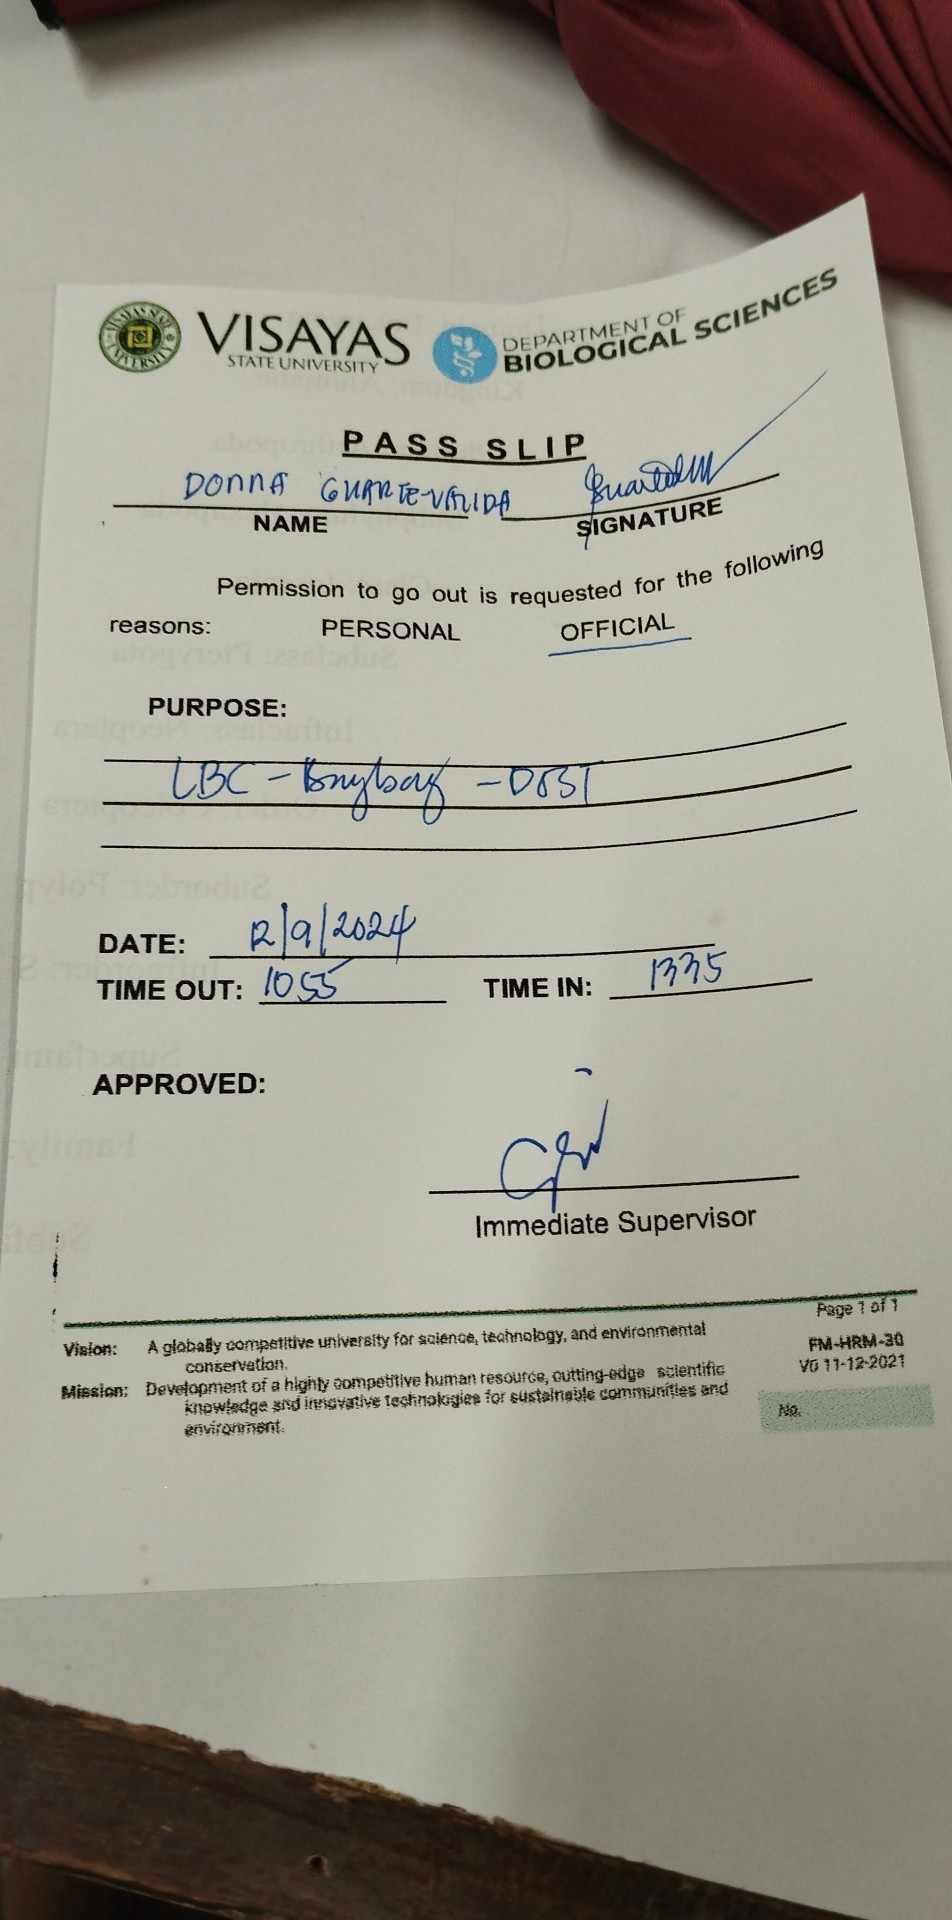 VISAYAS
STATE UNIVERSITY
DEPARTMENT OF
BIOLOGICAL SCIENCES
PASS SLIP
DONNA GUARTE-VALIDA
NAME SIGNATURE
Permission to go out is requested for the following
reasons: PERSONAL OFFICIAL
PURPOSE:
LBC - Baybay - DOST
DATE: 12/9/2024
TIME OUT: 1055 TIME IN: 1335
APPROVED:
Immediate Supervisor
Page 1 of 1
Vision: A globally competitive university for science, technology, and environmental
conservation.
FM-HRM-30
Mission: Development of a highly competitive human resource, cutting-edge scientific
V0 11-12-2021
knowledge and innovative technologies for sustainable communities and
environment.
No.